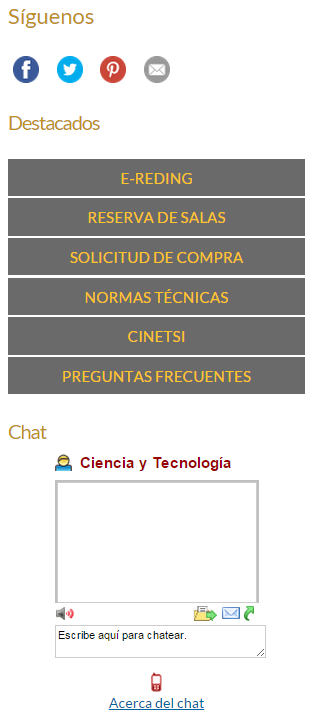 Síguenos
Destacados
E-REDING
RESERVA DE SALAS
SOLICITUD DE COMPRA
NORMAS TÉCNICAS
CINETSI
PREGUNTAS FRECUENTES
Chat
Ciencia y Tecnología
Escribe aquí para chatear.
Acerca del chat